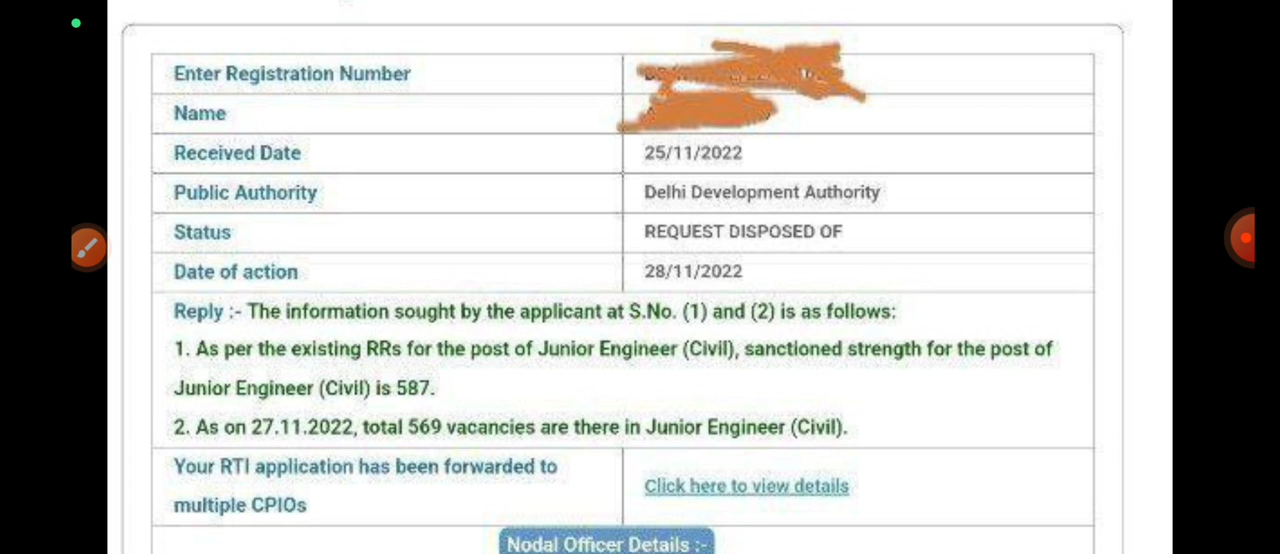 Enter Registration Number
Name
Received Date 25/11/2022
Public Authority Delhi Development Authority
Status REQUEST DISPOSED OF
Date of action 28/11/2022
Reply :- The information sought by the applicant at S.No. (1) and (2) is as follows:
1. As per the existing RRs for the post of Junior Engineer (Civil), sanctioned strength for the post of
Junior Engineer (Civil) is 587.
2. As on 27.11.2022, total 569 vacancies are there in Junior Engineer (Civil).
Your RTI application has been forwarded to
multiple CPIOs
Click here to view details
Nodal Officer Details :-